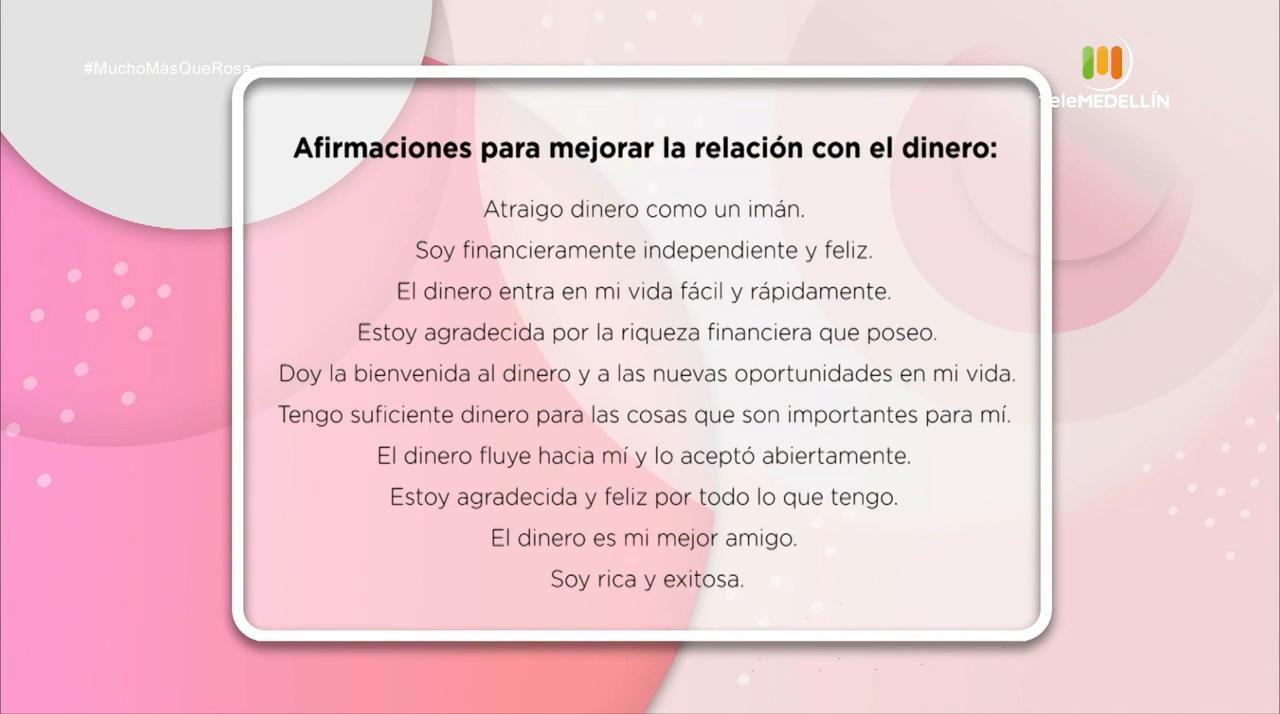 #MuchoMásQueRosa
TeleMEDELLÍN
Afirmaciones para mejorar la relación con el dinero:
Atraigo dinero como un imán.
Soy financieramente independiente y feliz.
El dinero entra en mi vida fácil y rápidamente.
Estoy agradecida por la riqueza financiera que poseo.
Doy la bienvenida al dinero y a las nuevas oportunidades en mi vida.
Tengo suficiente dinero para las cosas que son importantes para mí.
El dinero fluye hacia mí y lo aceptó abiertamente.
Estoy agradecida y feliz por todo lo que tengo.
El dinero es mi mejor amigo.
Soy rica y exitosa.